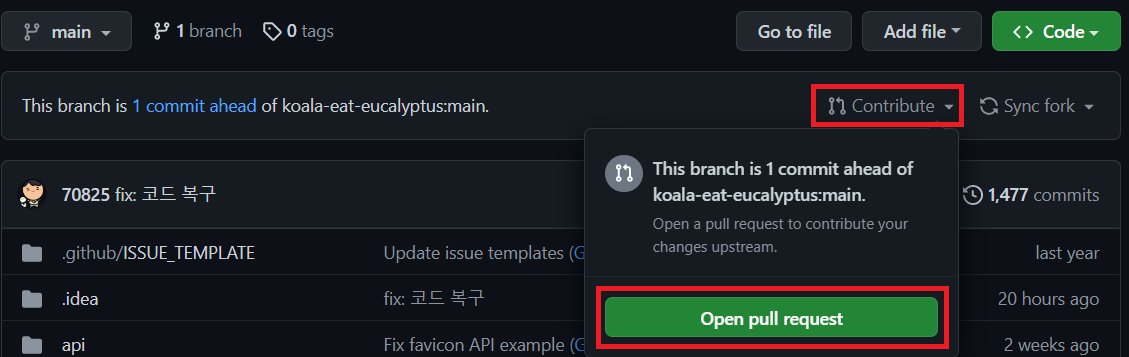 main 1 branch 0 tags Go to file Add file Code
This branch is 1 commit ahead of koala-eat-eucalyptus:main. Contribute Sync fork
This branch is 1 commit ahead of
koala-eat-eucalyptus:main.
Open a pull request to contribute your
changes upstream.
Open pull request
70825 fix: 코드 복구 1,477 commits
.github/ISSUE_TEMPLATE Update issue templates (G last year
.idea fix: 코드 복구 20 hours ago
api Fix favicon API example (G 2 weeks ago